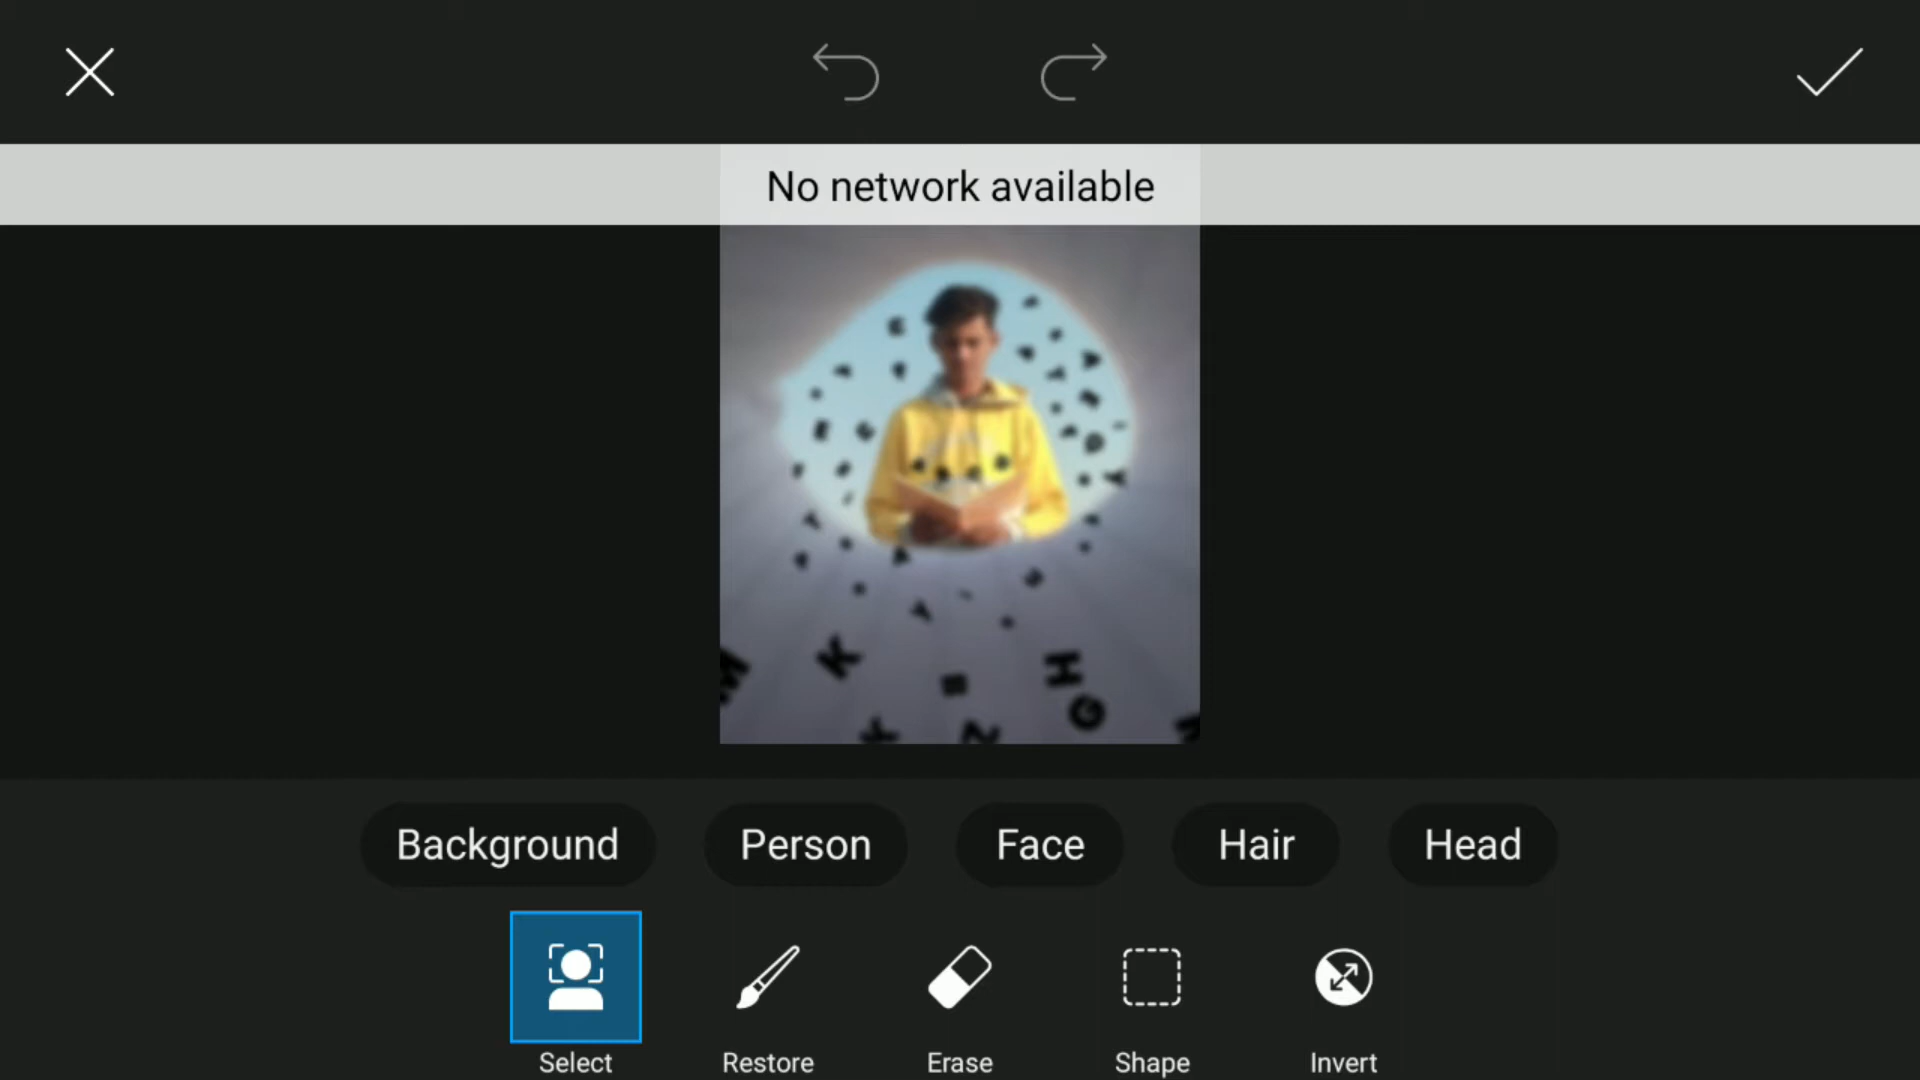 No network available
K
H
G
Z
Background Person Face Hair Head
Select Restore Erase Shape Invert